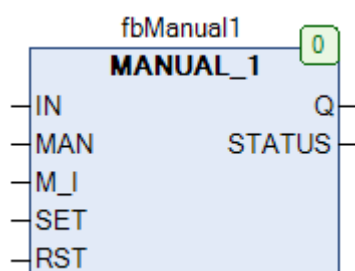 fbManual1
0
MANUAL_1
IN Q
MAN STATUS
M_I
SET
RST